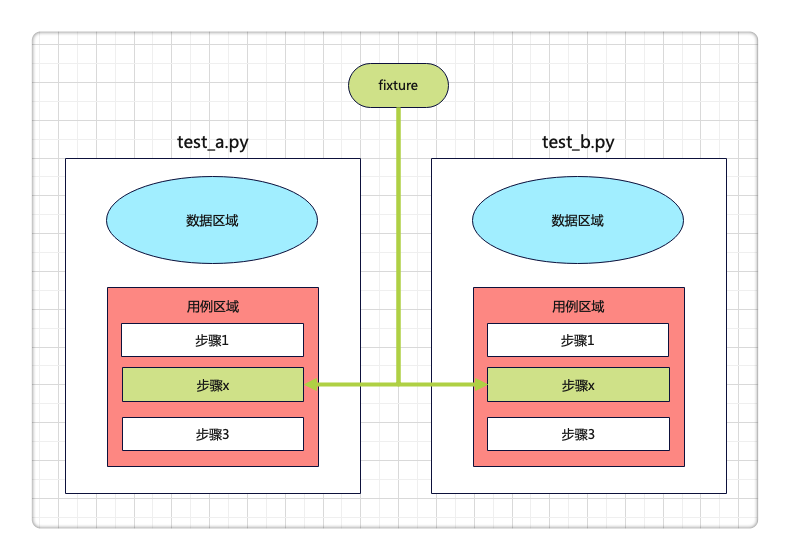 fixture
test_a.py
数据区域
用例区域
步骤1
步骤x
步骤3
test_b.py
数据区域
用例区域
步骤1
步骤x
步骤3